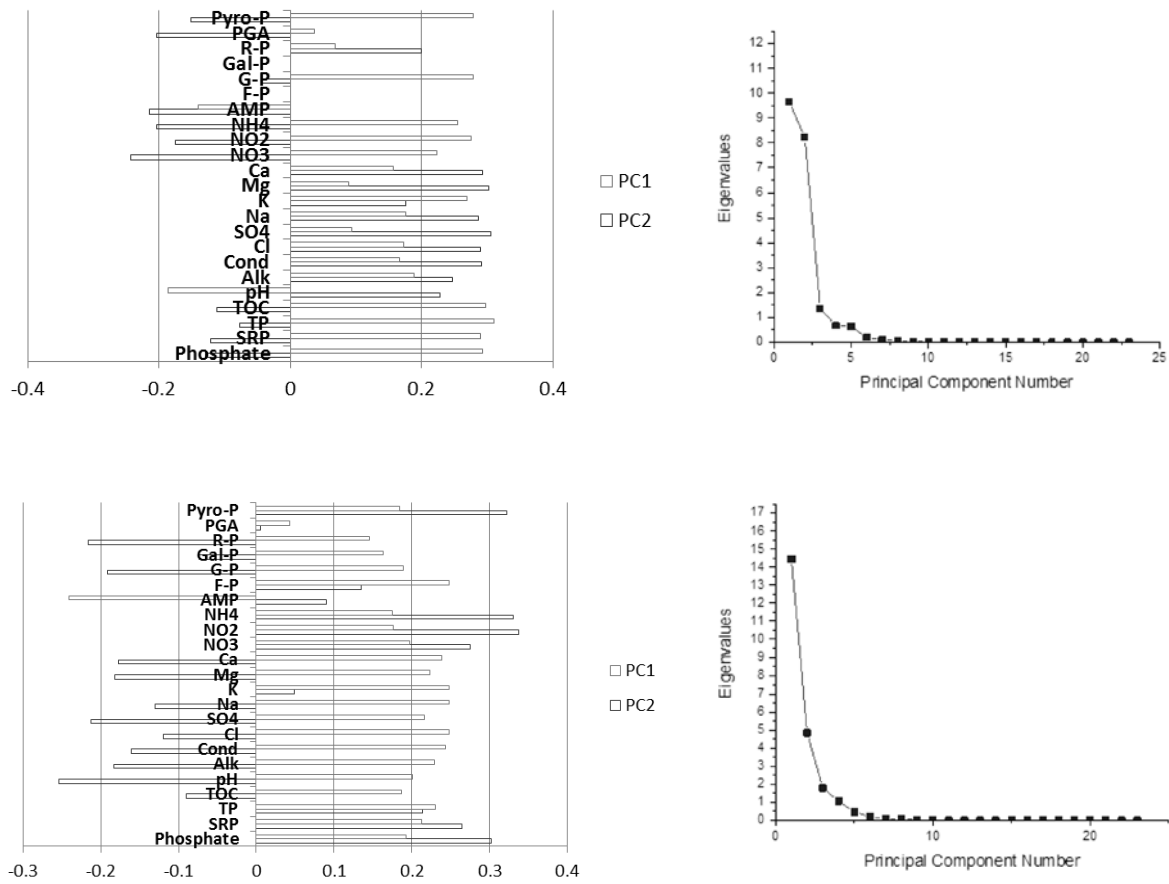 Pyro-P
PGA
R-P
Gal-P
G-P
F-P
AMP
NH4
NO2
NO3
Ca
Mg
K
Na
SO4
Cl
Cond
Alk
pH
TOC
TP
SRP
Phosphate
-0.4 -0.2 0 0.2 0.4
PC1
PC2
12
11
10
9
8
7
6
5
4
3
2
1
0
Eigenvalues
0 5 10 15 20 25
Principal Component Number
Pyro-P
PGA
R-P
Gal-P
G-P
F-P
AMP
NH4
NO2
NO3
Ca
Mg
K
Na
SO4
Cl
Cond
Alk
pH
TOC
TP
SRP
Phosphate
-0.3 -0.2 -0.1 0 0.1 0.2 0.3 0.4
PC1
PC2
17
16
15
14
13
12
11
10
9
8
7
6
5
4
3
2
1
0
Eigenvalues
0 10 20
Principal Component Number